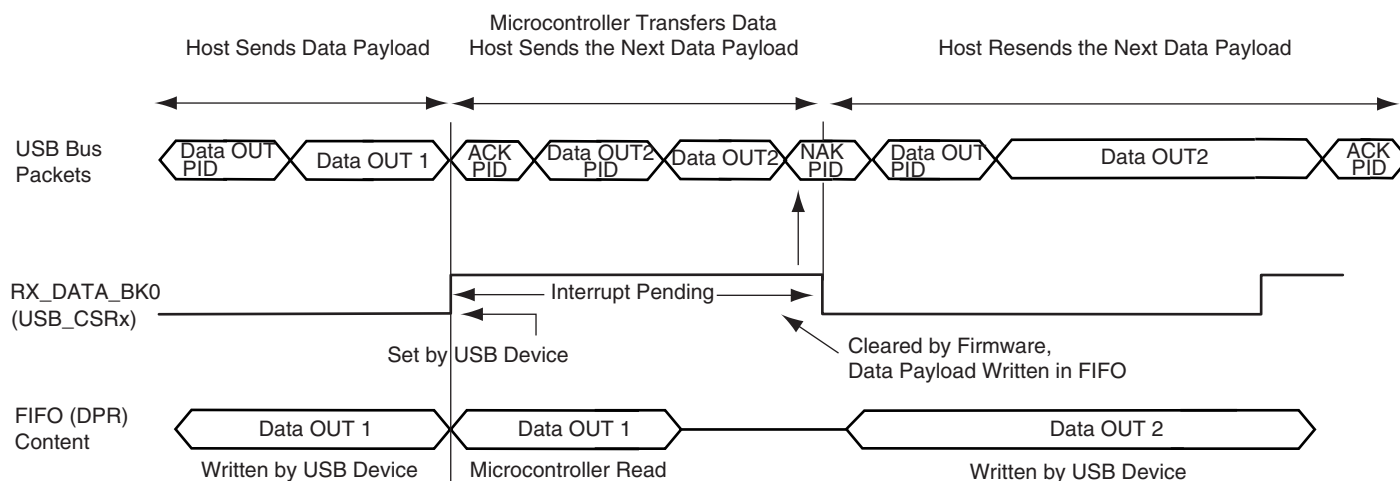 Microcontroller Transfers Data
Host Sends Data Payload
Host Sends the Next Data Payload
Host Resends the Next Data Payload
USB Bus
Packets
Data OUT
PID
Data OUT 1
ACK
PID
Data OUT2
PID
Data OUT2
NAK
PID
Data OUT
PID
Data OUT2
ACK
PID
RX_DATA_BK0
(USB_CSRx)
Interrupt Pending
Set by USB Device
Cleared by Firmware,
Data Payload Written in FIFO
FIFO (DPR)
Content
Data OUT 1
Data OUT 1
Data OUT 2
Written by USB Device
Microcontroller Read
Written by USB Device